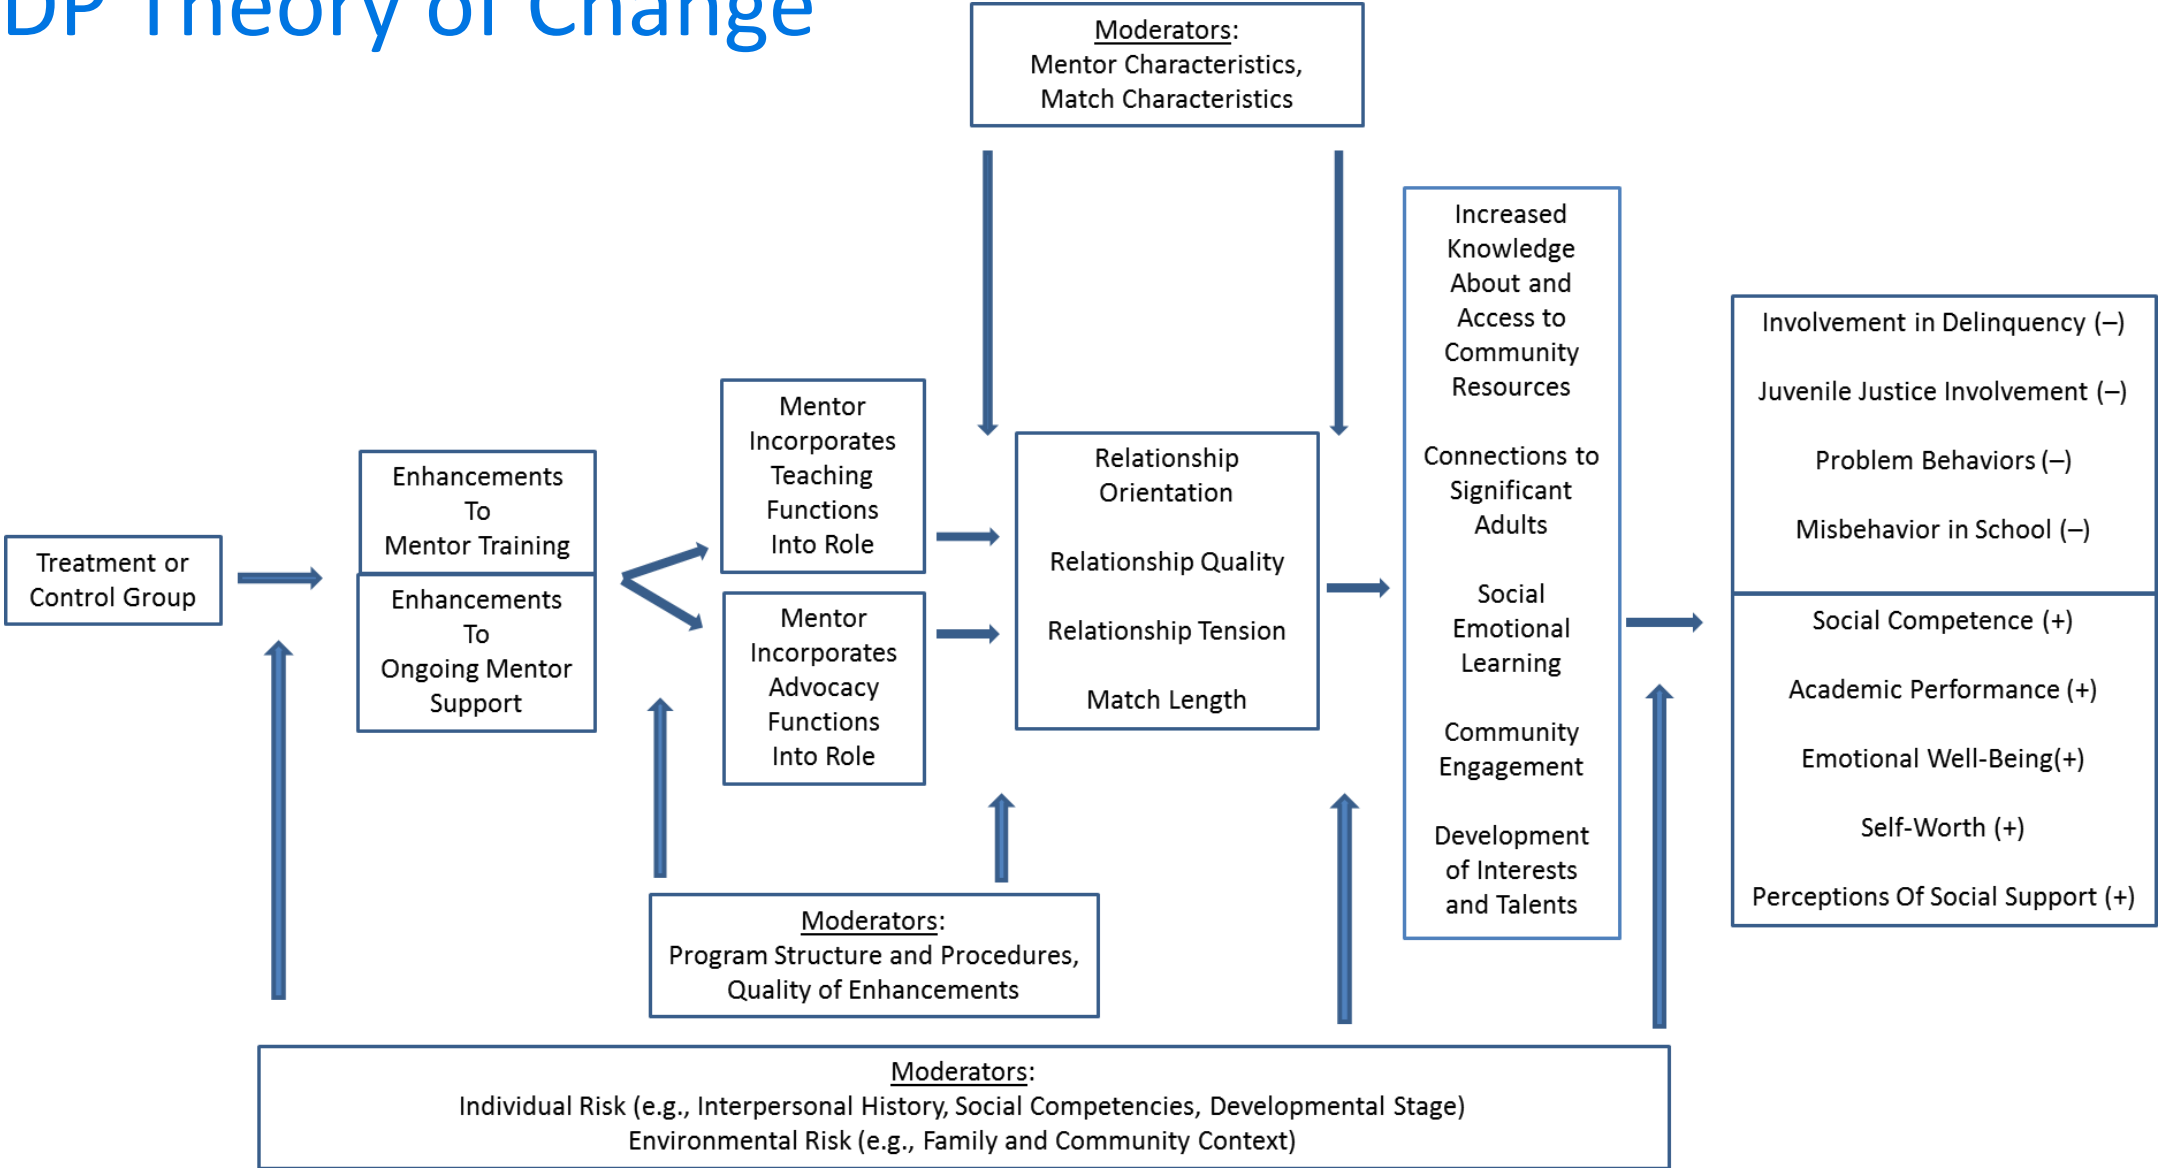 DP Theory of Change
Moderators:
Mentor Characteristics,
Match Characteristics
Treatment or
Control Group
Enhancements
To
Mentor Training
Enhancements
To
Ongoing Mentor
Support
Mentor
Incorporates
Teaching
Functions
Into Role
Mentor
Incorporates
Advocacy
Functions
Into Role
Relationship
Orientation
Relationship Quality
Relationship Tension
Match Length
Increased
Knowledge
About and
Access to
Community
Resources
Connections to
Significant
Adults
Social
Emotional
Learning
Community
Engagement
Development
of Interests
and Talents
Involvement in Delinquency (–)
Juvenile Justice Involvement (–)
Problem Behaviors (–)
Misbehavior in School (–)
Social Competence (+)
Academic Performance (+)
Emotional Well-Being(+)
Self-Worth (+)
Perceptions Of Social Support (+)
Moderators:
Program Structure and Procedures,
Quality of Enhancements
Moderators:
Individual Risk (e.g., Interpersonal History, Social Competencies, Developmental Stage)
Environmental Risk (e.g., Family and Community Context)